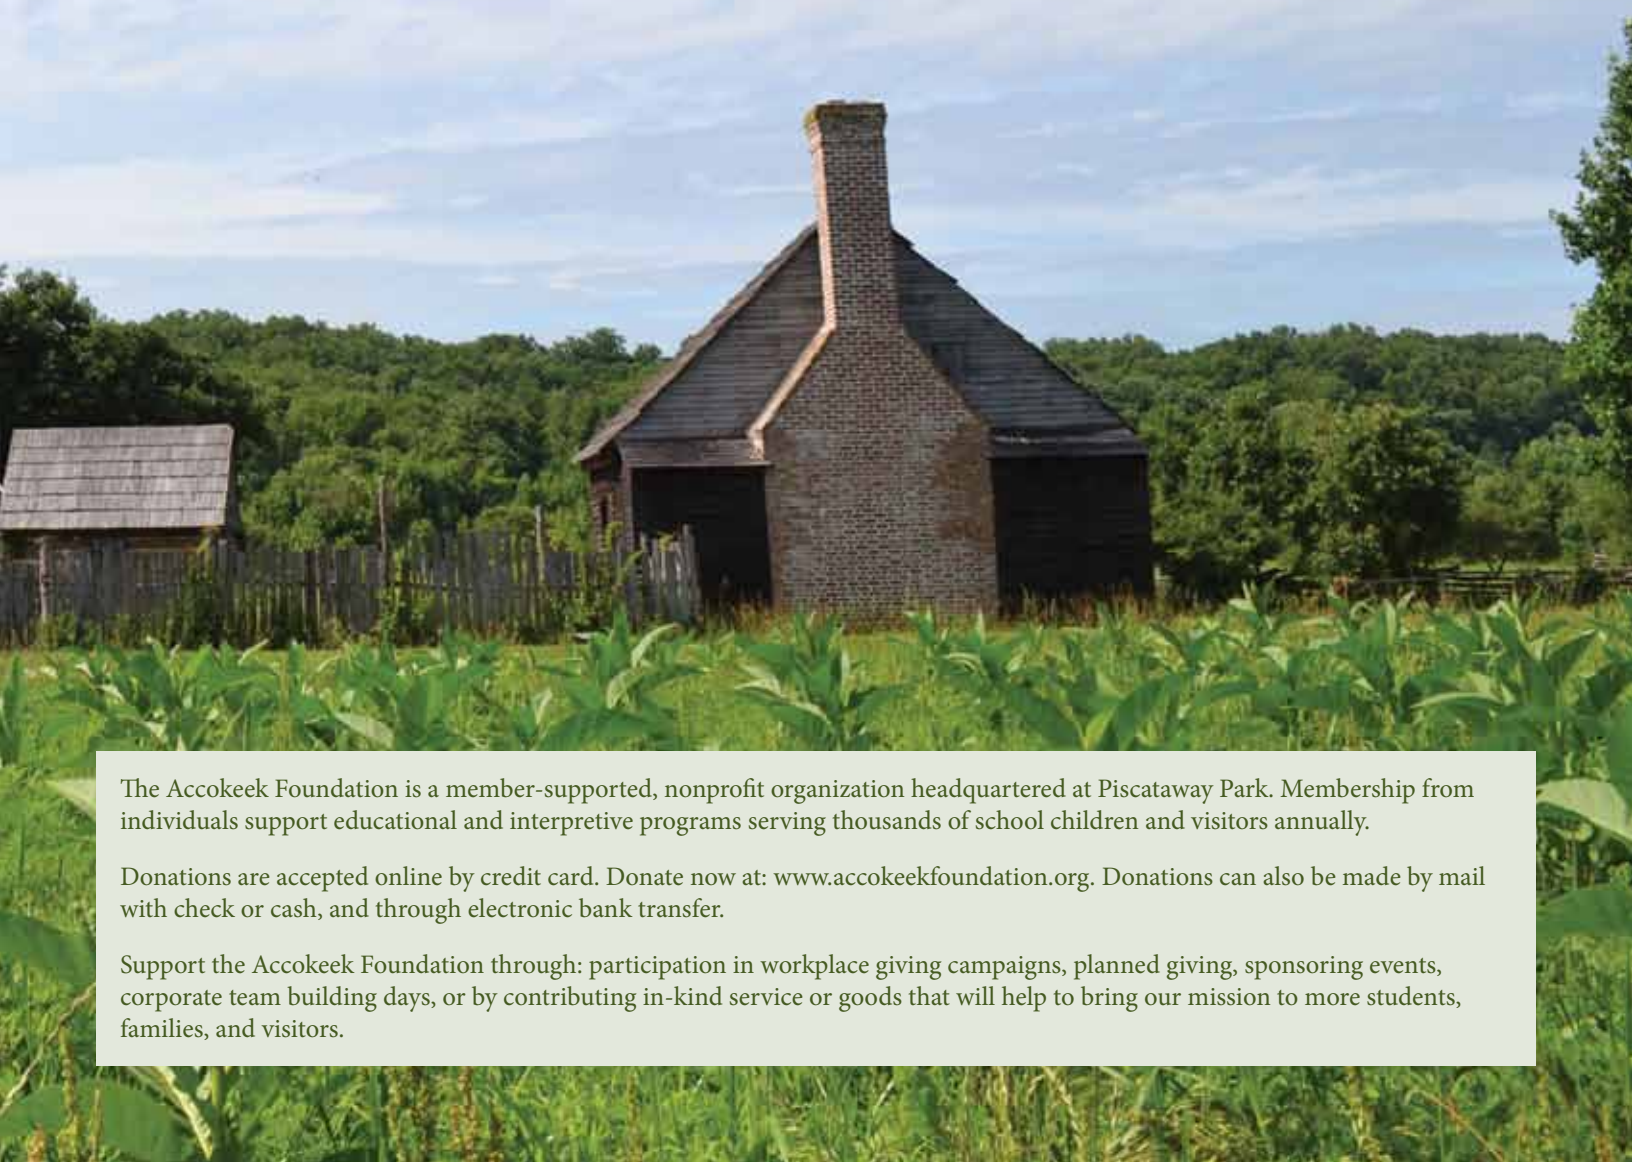 The Accokeek Foundation is a member-supported, nonprofit organization headquartered at Piscataway Park. Membership from
individuals support educational and interpretive programs serving thousands of school children and visitors annually.
Donations are accepted online by credit card. Donate now at: www.accokeekfoundation.org. Donations can also be made by mail
with check or cash, and through electronic bank transfer.
Support the Accokeek Foundation through: participation in workplace giving campaigns, planned giving, sponsoring events,
corporate team building days, or by contributing in-kind service or goods that will help to bring our mission to more students,
families, and visitors.